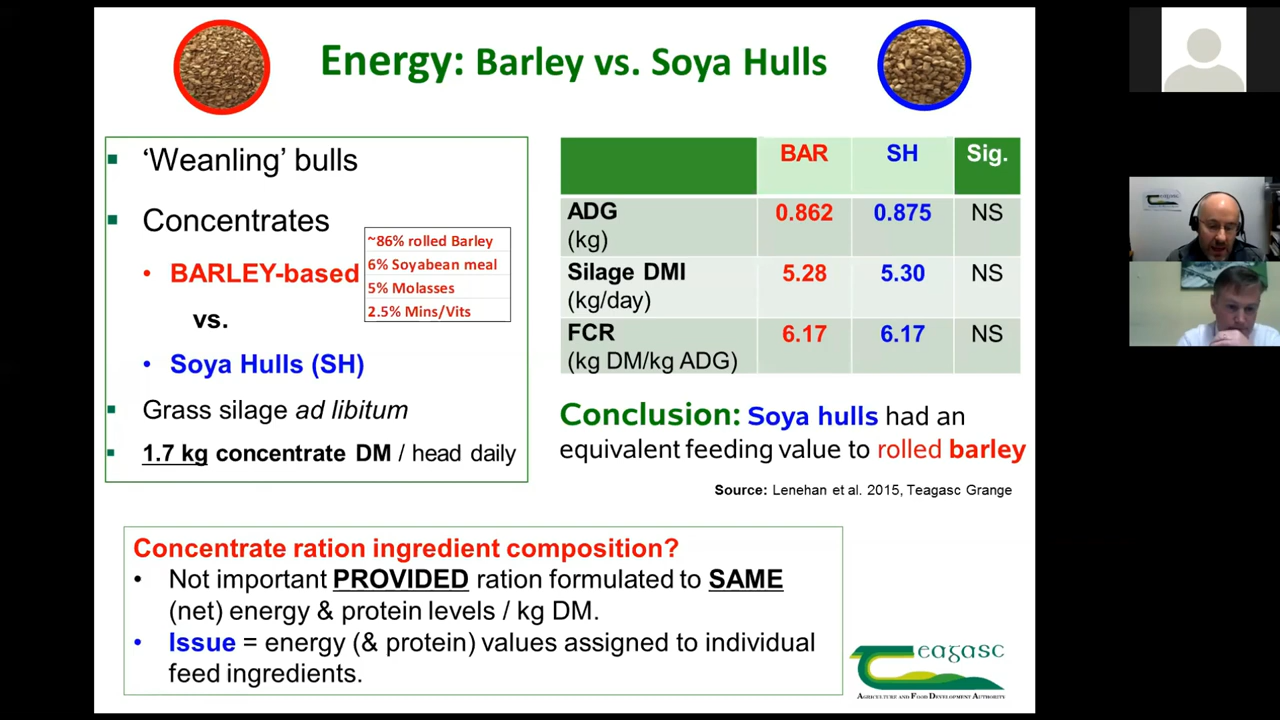 Energy: Barley vs. Soya Hulls
‘Weanling’ bulls
Concentrates
BARLEY-based
~86% rolled Barley
6% Soyabean meal
5% Molasses
2.5% Mins/Vits
vs.
Soya Hulls (SH)
Grass silage ad libitum
1.7 kg concentrate DM / head daily
BAR SH Sig.
ADG
(kg)
0.862 0.875 NS
Silage DMI
(kg/day)
5.28 5.30 NS
FCR
(kg DM/kg ADG)
6.17 6.17 NS
Conclusion: Soya hulls had an
equivalent feeding value to rolled barley
Source: Lenehan et al. 2015, Teagasc Grange
Concentrate ration ingredient composition?
Not important PROVIDED ration formulated to SAME
(net) energy & protein levels / kg DM.
Issue = energy (& protein) values assigned to individual
feed ingredients.
Teagasc
AGRICULTURE AND FOOD DEVELOPMENT AUTHORITY